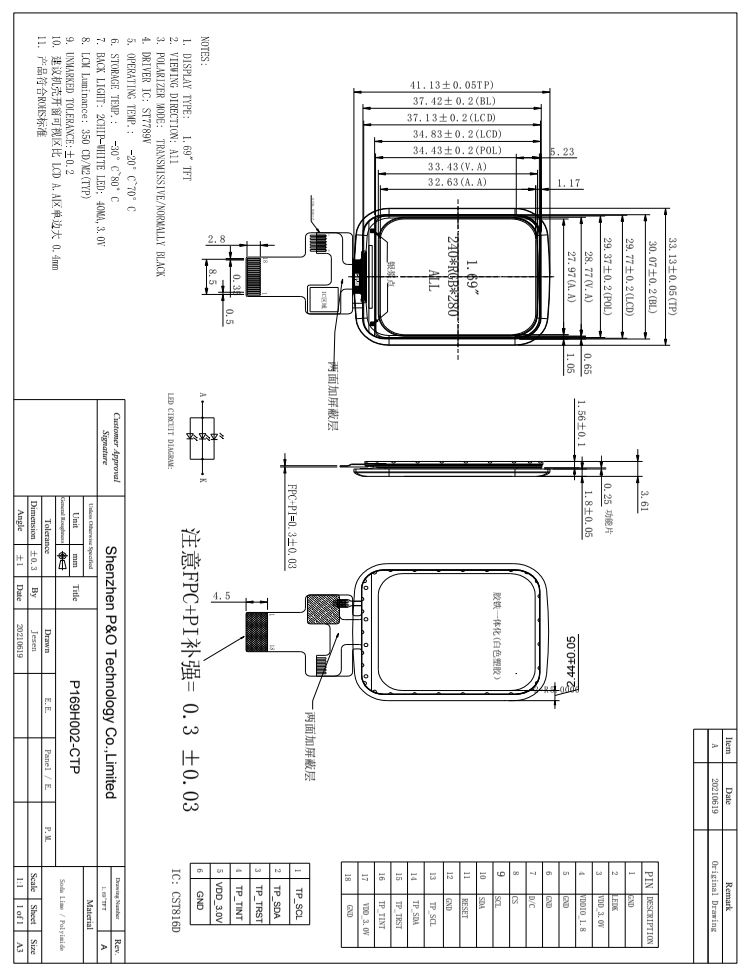 Item Date Remark
A 20210619 Original Drawing
33.13±0.05(TP)
30.07±0.2(BL)
29.77±0.2(LCD)
29.37±0.2(POL)
28.77(V.A)
0.65
27.97(A.A)
1.05
5.23
1.17
41.13±0.05TP)
37.42±0.2(BL)
37.13±0.2(LCD)
34.83±0.2(LCD)
34.43±0.2(POL)
33.43(V.A)
32.63(A.A)
1.69″
240*RGB*280
ALL
银浆点
两面加屏蔽层
IC区域
18 1
0.35
0.5
2.8
8.5
3.61
0.25 功能片
1.56±0.1
1.8±0.05
FPC+PI=0.3±0.03
2.44±0.05
胶铁一体化(白色塑胶)
两面加屏蔽层
1 18
4.5
注意FPC+PI补强= 0.3 ±0.03
A K
LED CIRCUIT DIAGRAM:
PIN DESCRIPTION
1 GND
2 LEDK
3 VDD_3.0V
4 VDDIO_1.8
5 GND
6 GND
7 D/C
8 CS
9 SCL
10 SDA
11 RESET
12 GND
13 TP_SCL
14 TP_SDA
15 TP_TRST
16 TP_TINT
17 VDD_3.0V
18 GND
1 TP_SCL
2 TP_SDA
3 TP_TRST
4 TP_TINT
5 VDD_3.0V
6 GND
IC: CST816D
NOTES:
1. DISPLAY TYPE: 1.69″ TFT
2. VIEWING DIRECTION: All
3. POLARIZER MODE: TRANSMISSIVE/NORMALLY BLACK
4. DRIVER IC: ST7789V
5. OPERATING TEMP.: -20° C~70° C
6. STORAGE TEMP.: -30° C~80° C
7. BACK LIGHT: 2CHIP-WHITE LED; 40MA,3.0V
8. LCM Luminance: 350 CD/M2(TYP)
9. UNMARKED TOLERANCE:±0.2
10. 建议机壳开窗可视区比 LCD A.A区单边大 0.4mm
11. 产品符合ROHS标准
Customer Approval
Signature
Shenzhen P&O Technology Co.,Limited
Drawing Number Rev.
1.69"TFT A
Unless Otherwise Specified
Unit mm
General Roughness
Title
P169H002-CTP
Material
Soda Lime / Polyimide
Tolerance
Drawn E.E. Panel / E. P.M.
Dimension ±0.3 By Jesen
Scale Sheet Size
Angle ±1 Date 20210619
1:1 1 of 1 A3